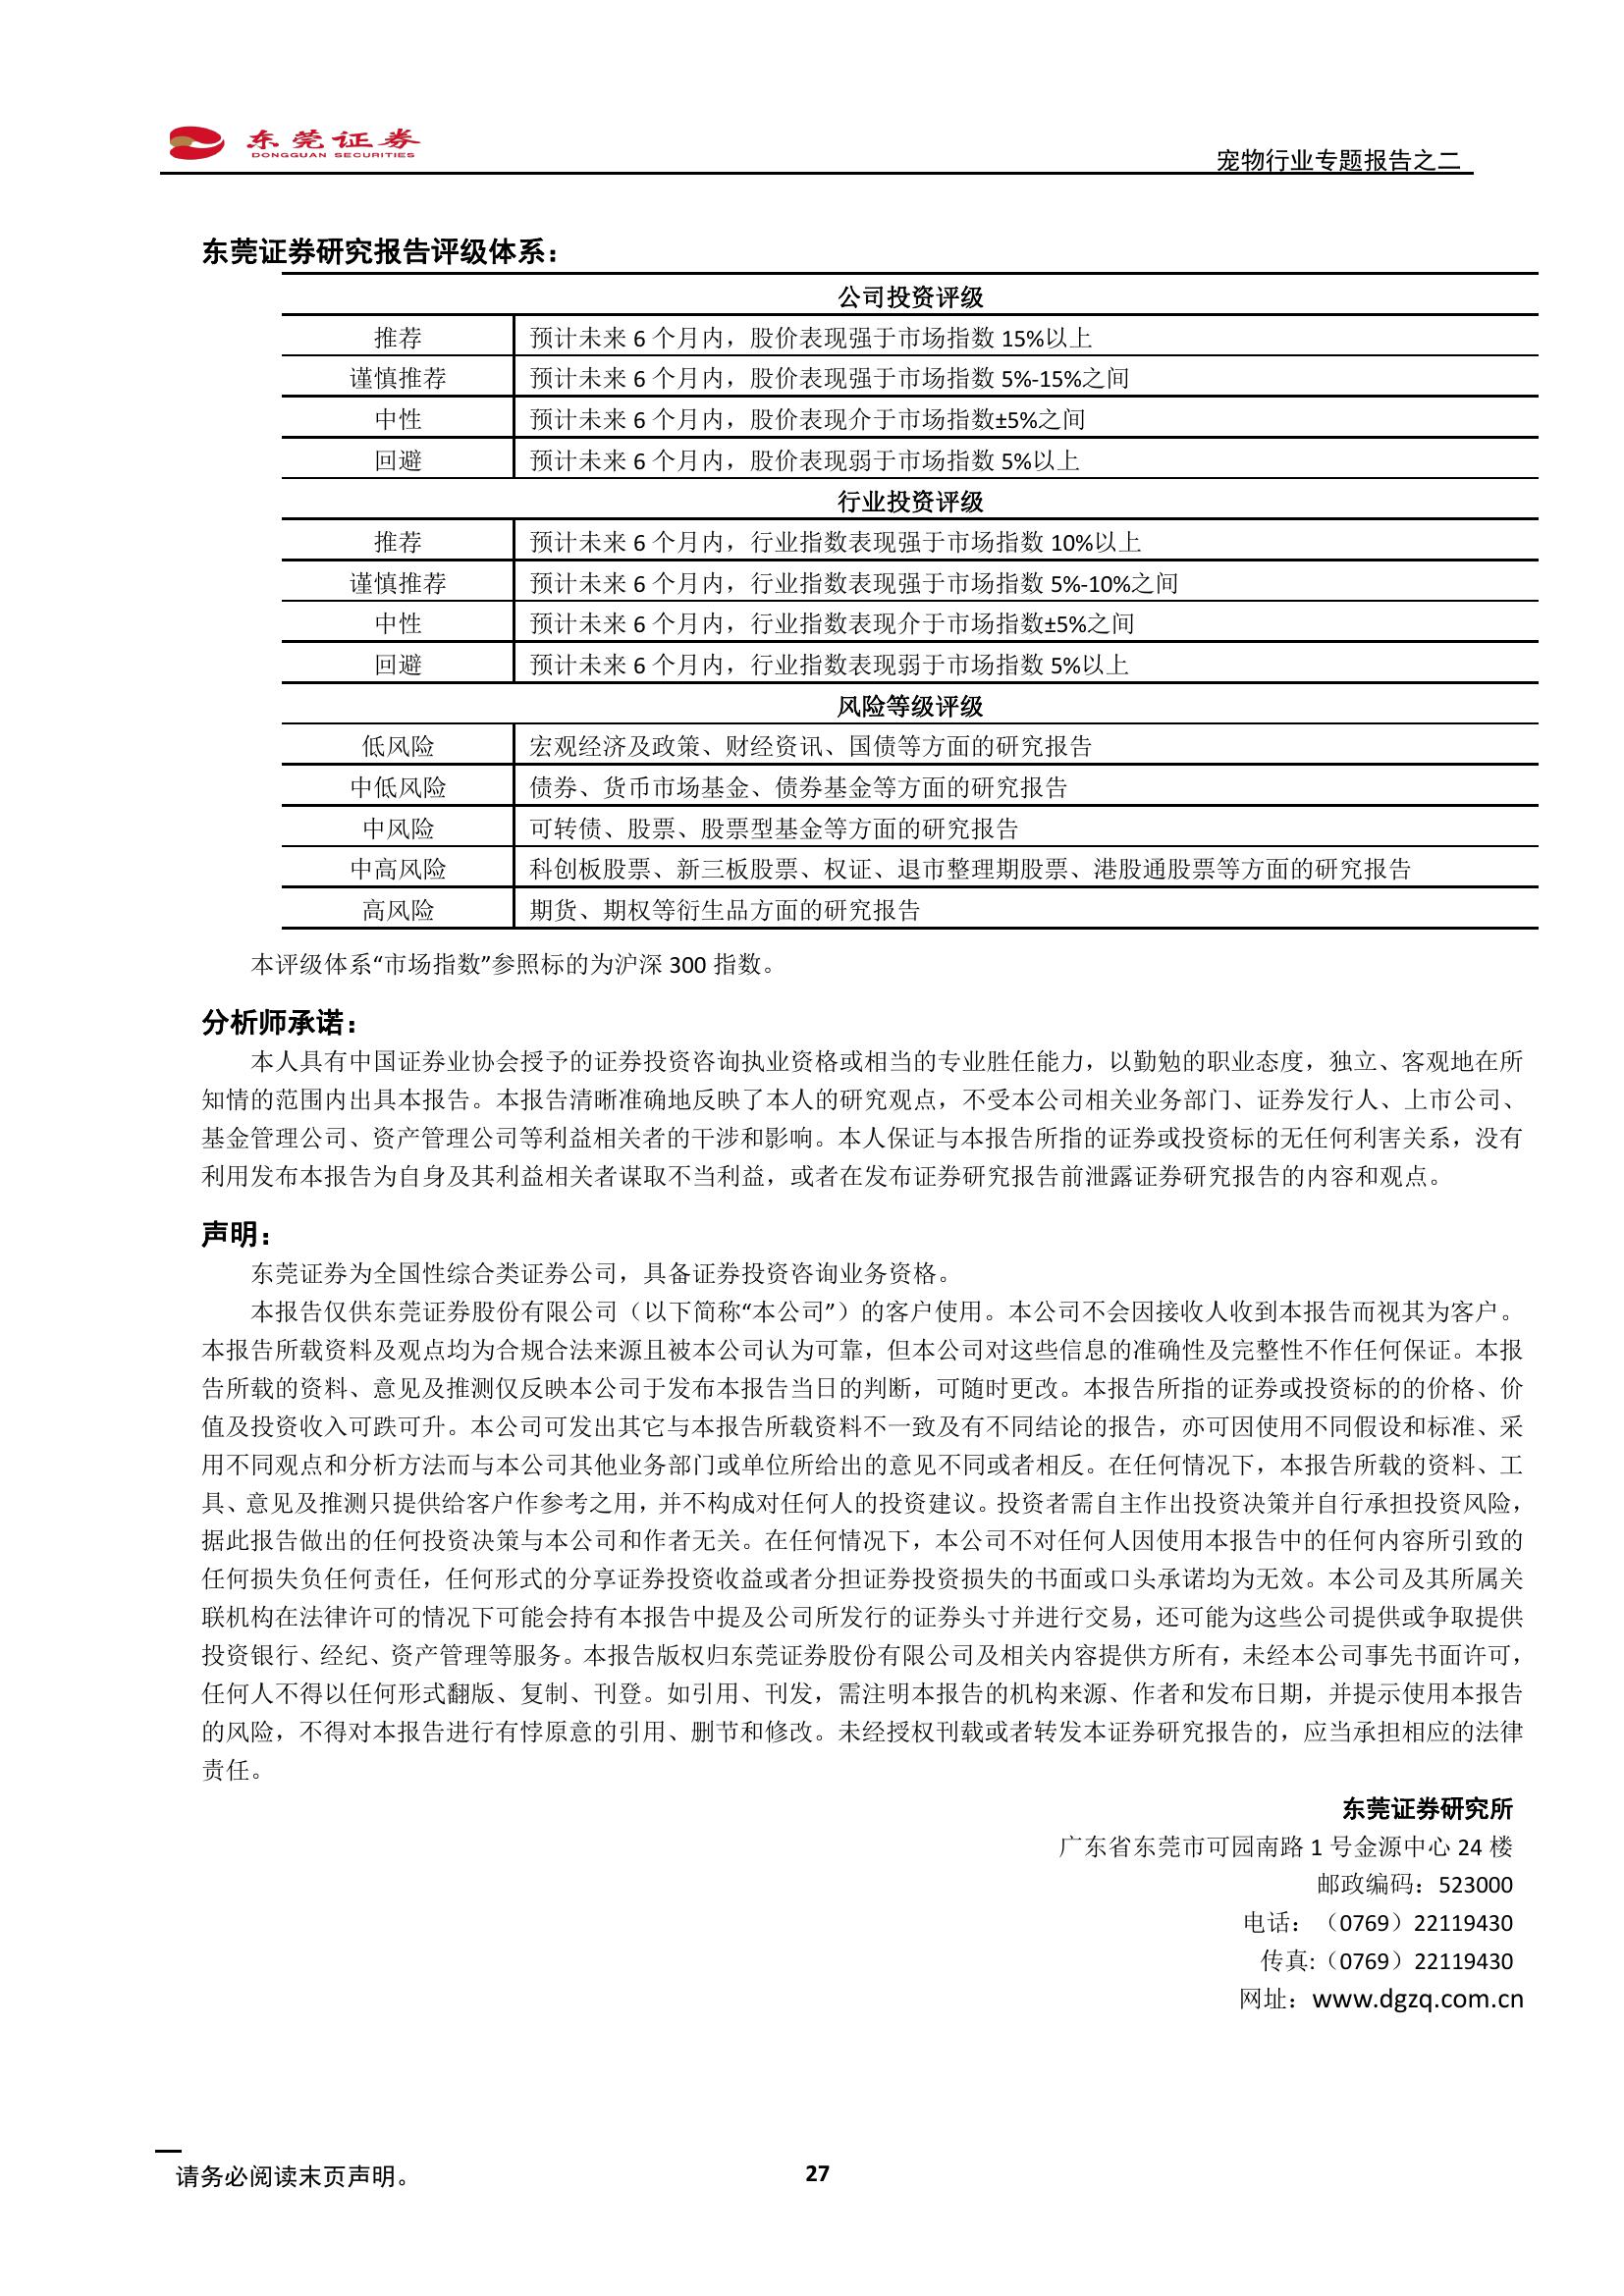 东莞证券
DONGGUAN SECURITIES
宠物行业专题报告之二
东莞证券研究报告评级体系：
公司投资评级
推荐 预计未来 6 个月内，股价表现强于市场指数 15%以上
谨慎推荐 预计未来 6 个月内，股价表现强于市场指数 5%-15%之间
中性 预计未来 6 个月内，股价表现介于市场指数±5%之间
回避 预计未来 6 个月内，股价表现弱于市场指数 5%以上
行业投资评级
推荐 预计未来 6 个月内，行业指数表现强于市场指数 10%以上
谨慎推荐 预计未来 6 个月内，行业指数表现强于市场指数 5%-10%之间
中性 预计未来 6 个月内，行业指数表现介于市场指数±5%之间
回避 预计未来 6 个月内，行业指数表现弱于市场指数 5%以上
风险等级评级
低风险 宏观经济及政策、财经资讯、国债等方面的研究报告
中低风险 债券、货币市场基金、债券基金等方面的研究报告
中风险 可转债、股票、股票型基金等方面的研究报告
中高风险 科创板股票、新三板股票、权证、退市整理期股票、港股通股票等方面的研究报告
高风险 期货、期权等衍生品方面的研究报告
本评级体系“市场指数”参照标的为沪深 300 指数。
分析师承诺：
本人具有中国证券业协会授予的证券投资咨询执业资格或相当的专业胜任能力，以勤勉的职业态度，独立、客观地在所
知情的范围内出具本报告。本报告清晰准确地反映了本人的研究观点，不受本公司相关业务部门、证券发行人、上市公司、
基金管理公司、资产管理公司等利益相关者的干涉和影响。本人保证与本报告所指的证券或投资标的无任何利害关系，没有
利用发布本报告为自身及其利益相关者谋取不当利益，或者在发布证券研究报告前泄露证券研究报告的内容和观点。
声明：
东莞证券为全国性综合类证券公司，具备证券投资咨询业务资格。
本报告仅供东莞证券股份有限公司（以下简称“本公司”）的客户使用。本公司不会因接收人收到本报告而视其为客户。
本报告所载资料及观点均为合规合法来源且被本公司认为可靠，但本公司对这些信息的准确性及完整性不作任何保证。本报
告所载的资料、意见及推测仅反映本公司于发布本报告当日的判断，可随时更改。本报告所指的证券或投资标的的价格、价
值及投资收入可跌可升。本公司可发出其它与本报告所载资料不一致及有不同结论的报告，亦可因使用不同假设和标准、采
用不同观点和分析方法而与本公司其他业务部门或单位所给出的意见不同或者相反。在任何情况下，本报告所载的资料、工
具、意见及推测只提供给客户作参考之用，并不构成对任何人的投资建议。投资者需自主作出投资决策并自行承担投资风险，
据此报告做出的任何投资决策与本公司和作者无关。在任何情况下，本公司不对任何人因使用本报告中的任何内容所引致的
任何损失负任何责任，任何形式的分享证券投资收益或者分担证券投资损失的书面或口头承诺均为无效。本公司及其所属关
联机构在法律许可的情况下可能会持有本报告中提及公司所发行的证券头寸并进行交易，还可能为这些公司提供或争取提供
投资银行、经纪、资产管理等服务。本报告版权归东莞证券股份有限公司及相关内容提供方所有，未经本公司事先书面许可，
任何人不得以任何形式翻版、复制、刊登。如引用、刊发，需注明本报告的机构来源、作者和发布日期，并提示使用本报告
的风险，不得对本报告进行有悖原意的引用、删节和修改。未经授权刊载或者转发本证券研究报告的，应当承担相应的法律
责任。
东莞证券研究所
广东省东莞市可园南路 1 号金源中心 24 楼
邮政编码：523000
电话：（0769）22119430
传真:（0769）22119430
网址：www.dgzq.com.cn
请务必阅读末页声明。
27